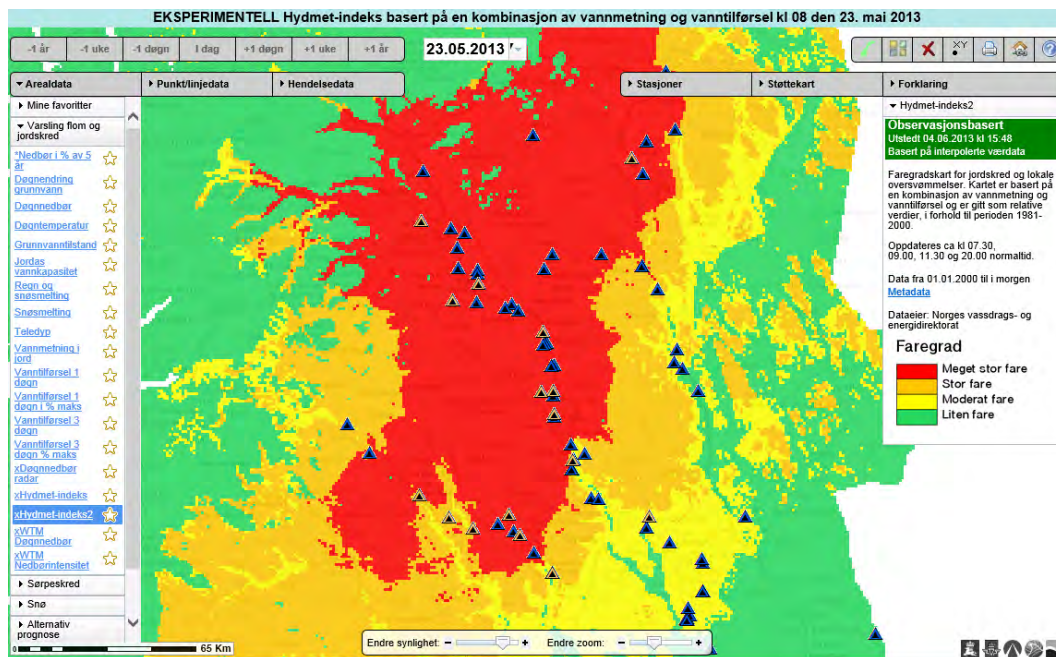 EKSPERIMENTELL Hydmet-indeks basert på en kombinasjon av vannmetning og vanntilførsel kl 08 den 23. mai 2013
-1 år
-1 uke
-1 døgn
I dag
+1 døgn
+1 uke
+1 år
23.05.2013
XY
Arealdata
Punkt/linjedata
Hendelsedata
Stasjoner
Støttekart
Forklaring
Mine favoritter
Varsling flom og
jordskred
*Nedbør i % av 5
år
Døgnendring
grunnvann
Døgnnedbør
Døgntemperatur
Grunnvanntilstand
Jordas
vannkapasitet
Regn og
snøsmelting
Snøsmelting
Teledyp
Vannmetning i
jord
Vanntilførsel 1
døgn
Vanntilførsel 1
døgn i % maks
Vanntilførsel 3
døgn
Vanntilførsel 3
døgn % maks
xDøgnnedbør
radar
xHydmet-indeks
xHydmet-indeks2
xWTM
Døgnnedbør
xWTM
Nedbørintensitet
Sørpeskred
Snø
Alternativ
prognose
Hydmet-indeks2
Observasjonsbasert
Utstedt 04.06.2013 kl 15:48
Basert på interpolerte værdata
Faregradskart for jordskred og lokale
oversvømmelser. Kartet er basert på
en kombinasjon av vannmetning og
vanntilførsel og er gitt som relative
verdier, i forhold til perioden 1981-
2000.
Oppdateres ca kl 07.30,
09.00, 11.30 og 20.00 normaltid.
Data fra 01.01.2000 til i morgen
Metadata
Dataeier: Norges vassdrags- og
energidirektorat
Faregrad
Meget stor fare
Stor fare
Moderat fare
Liten fare
0
65 Km
Endre synlighet: - +
Endre zoom: - +